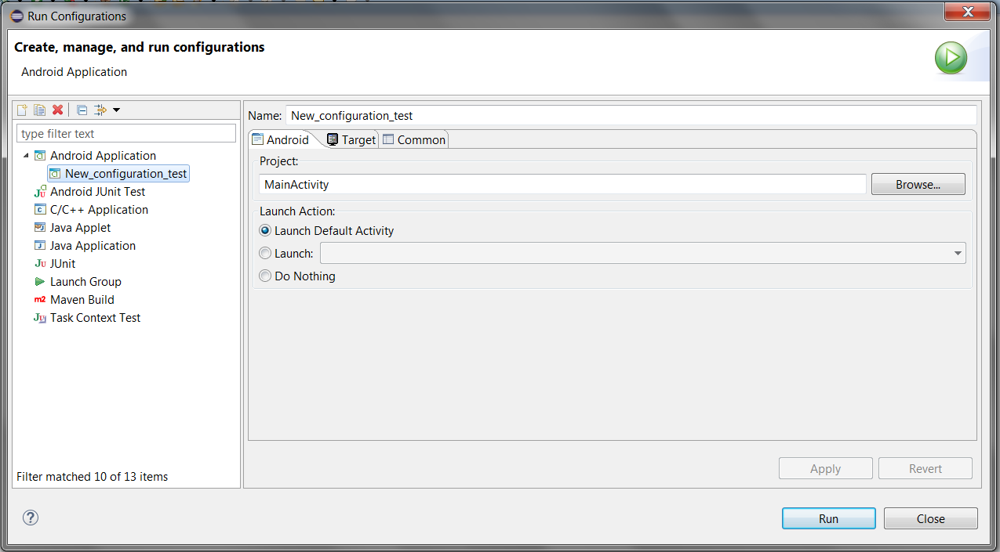 Run Configurations
Create, manage, and run configurations
Android Application
type filter text
Android Application
New_configuration_test
Android JUnit Test
C/C++ Application
Java Applet
Java Application
JUnit
Launch Group
Maven Build
Task Context Test
Filter matched 10 of 13 items
Name: New_configuration_test
Android Target Common
Project:
MainActivity Browse...
Launch Action:
Launch Default Activity
Launch:
Do Nothing
Apply Revert
Run Close